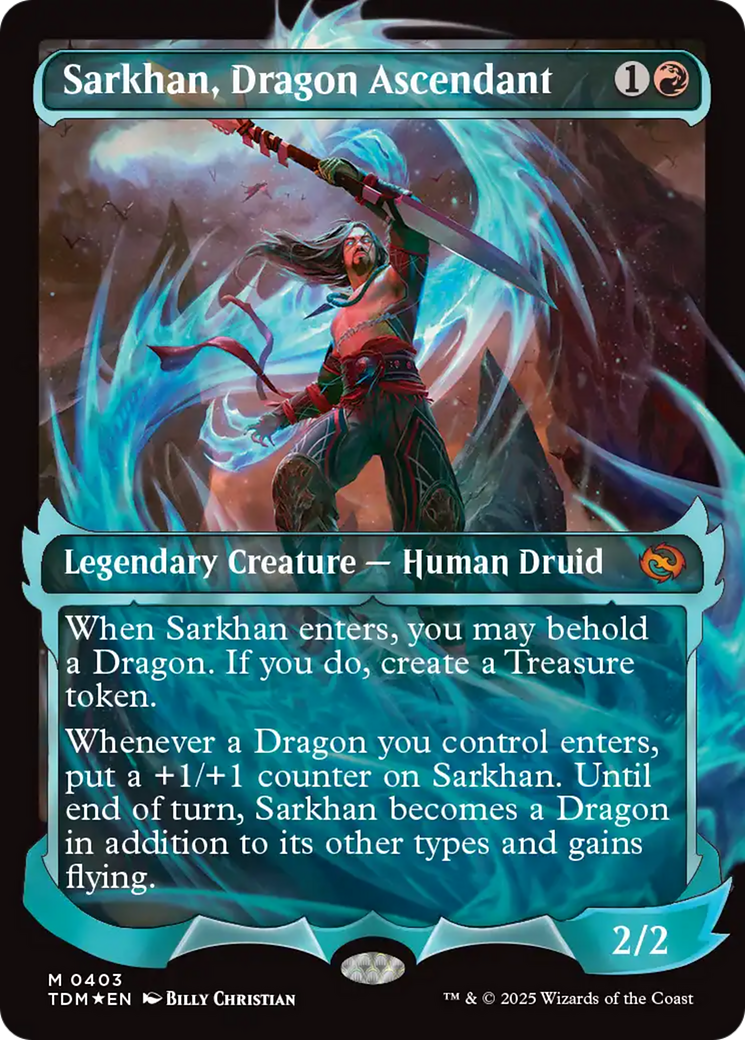 Sarkhan, Dragon Ascendant 1
Legendary Creature — Human Druid
When Sarkhan enters, you may behold
a Dragon. If you do, create a Treasure
token.
Whenever a Dragon you control enters,
put a +1/+1 counter on Sarkhan. Until
end of turn, Sarkhan becomes a Dragon
in addition to its other types and gains
flying.
2/2
M 0403
TDM★EN Billy Christian
™ & © 2025 Wizards of the Coast